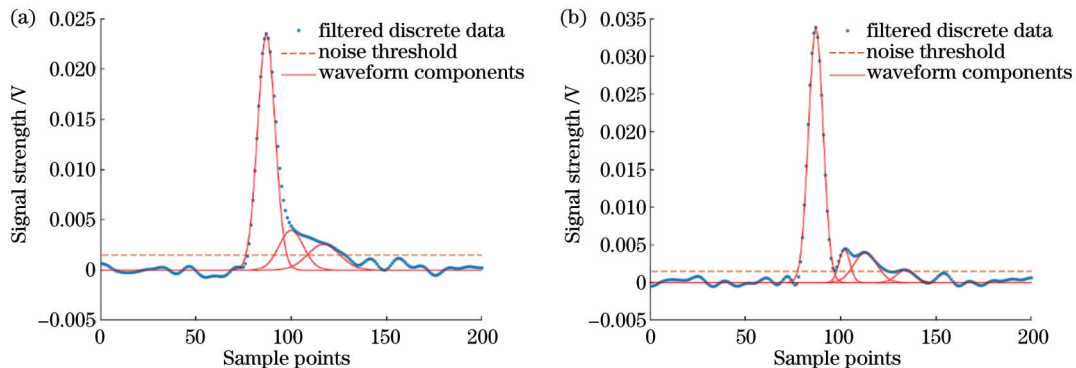 (a)
0.025
0.020
0.015
0.010
0.005
0
−0.005
Signal strength /V
filtered discrete data
noise threshold
waveform components
0
50
100
150
200
Sample points
(b)
0.035
0.030
0.025
0.020
0.015
0.010
0.005
0
−0.005
Signal strength /V
filtered discrete data
noise threshold
waveform components
0
50
100
150
200
Sample points